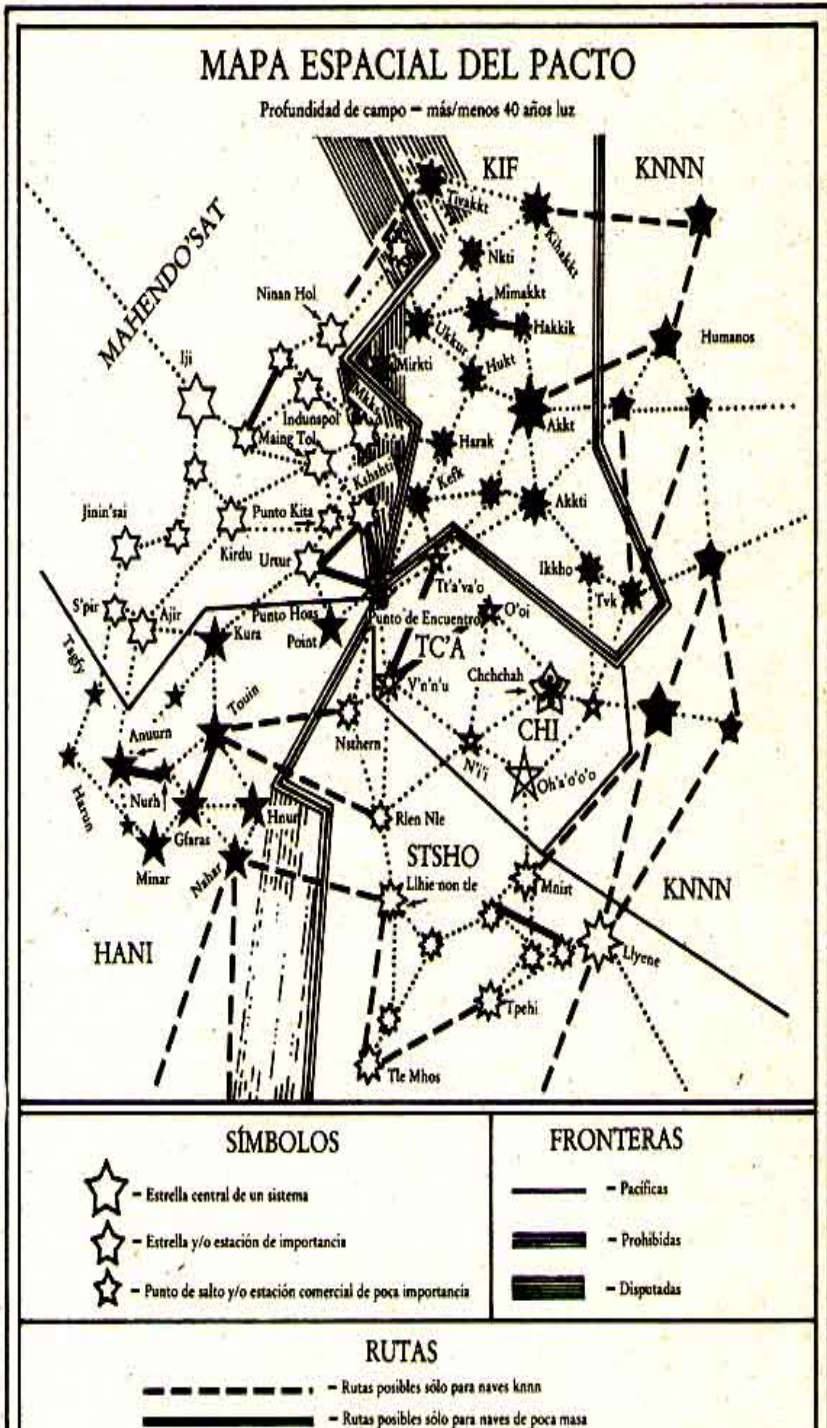 MAPA ESPACIAL DEL PACTO
Profundidad de campo – más/menos 40 años luz
KIF
KNNN
Tivakkt
Kihakkt
MAHENDO'SAT
Nkti
Ninan Hol
Mimakkt
Ukkur
Hakkik
Humanos
Iji
Mirkti
Hukt
Mkks
Indunspol
Akkt
Maing Tol
Harak
Kshshti
Kefk
Jinin'sai
Punto Kita
Akkti
Kirdu
Urtur
Ikkho
Tt'a'va'o
Tvk
S'pir
Ajir
Punto Hoas
Punto de Encuentro
O'oi
Kura
Point
TC'A
Tsgfy
Chchchah
V'n'n'u
Touin
CHI
Anuurn
Nsthern
N'i'i
Oh'a'o'o'o
Nurh
Harun
Gfaras
Hnur
Rlen Nle
Minar
STSHO
Nahar
Llhie non tle
Mnist
KNNN
HANI
Llyene
Tpehi
Tle Mhos
SÍMBOLOS
– Estrella central de un sistema
– Estrella y/o estación de importancia
– Punto de salto y/o estación comercial de poca importancia
FRONTERAS
– Pacíficas
– Prohibidas
– Disputadas
RUTAS
– Rutas posibles sólo para naves knnn
– Rutas posibles sólo para naves de poca masa